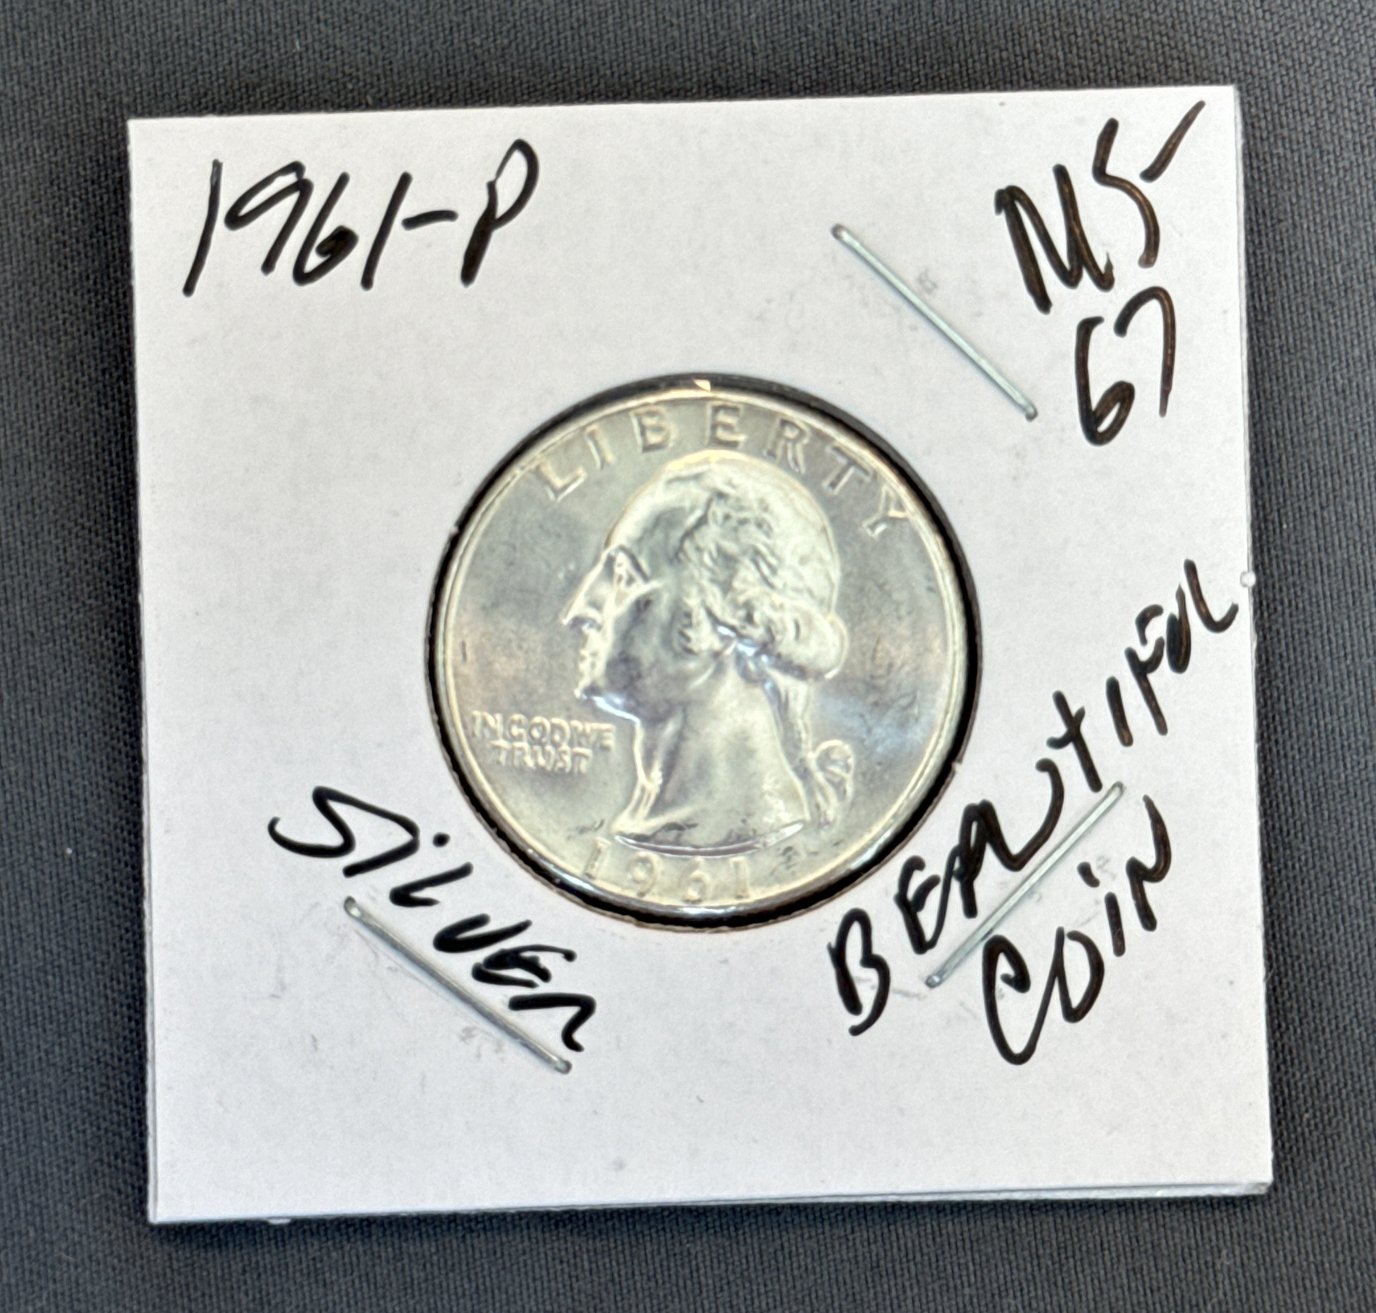 1961-P
MS
67
LIBERTY
IN GOD WE
TRUST
1961
SILVER
BEAUTIFUL
COIN